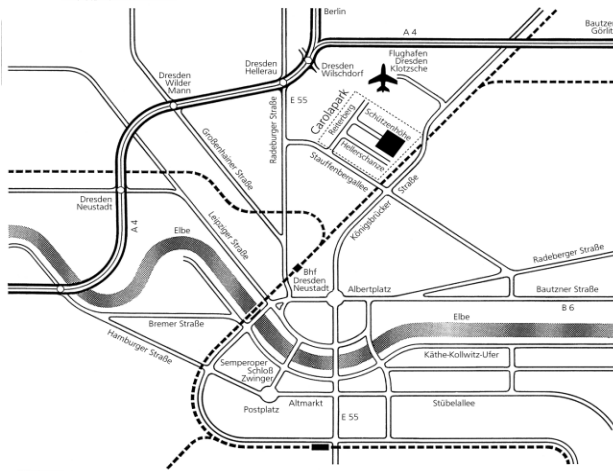 Berlin
A 4
Bautzen
Görlitz
Dresden
Hellerau
Dresden
Wilschdorf
Flughafen
Dresden
Klotzsche
Dresden
Wilder
Mann
E 55
Radeburger Straße
Großenhainer Straße
Carolapark
Reiterberg
Schützenhöhe
Hellerschanze
Stauffenbergallee
Königsbrücker
Straße
Dresden
Neustadt
A 4
Elbe
Leipziger Straße
Bhf
Dresden
Neustadt
Albertplatz
Radeberger Straße
Bautzner Straße
B 6
Bremer Straße
Hamburger Straße
Elbe
Semperoper
Schloß
Zwinger
Käthe-Kollwitz-Ufer
Postplatz
Altmarkt
Stübelallee
E 55